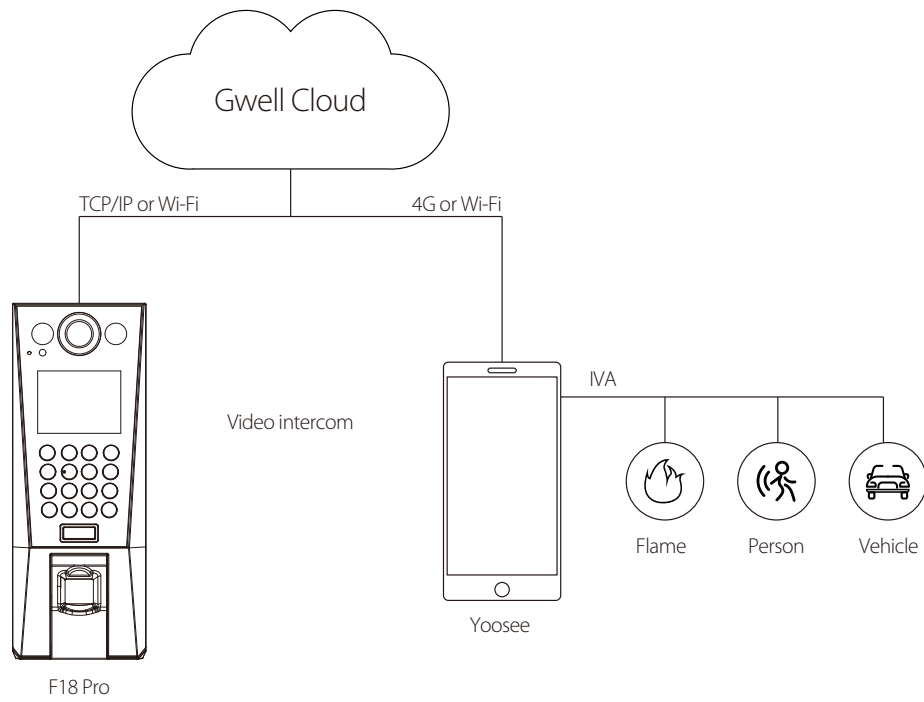 Gwell Cloud
TCP/IP or Wi-Fi
4G or Wi-Fi
IVA
Video intercom
Flame
Person
Vehicle
Yoosee
F18 Pro